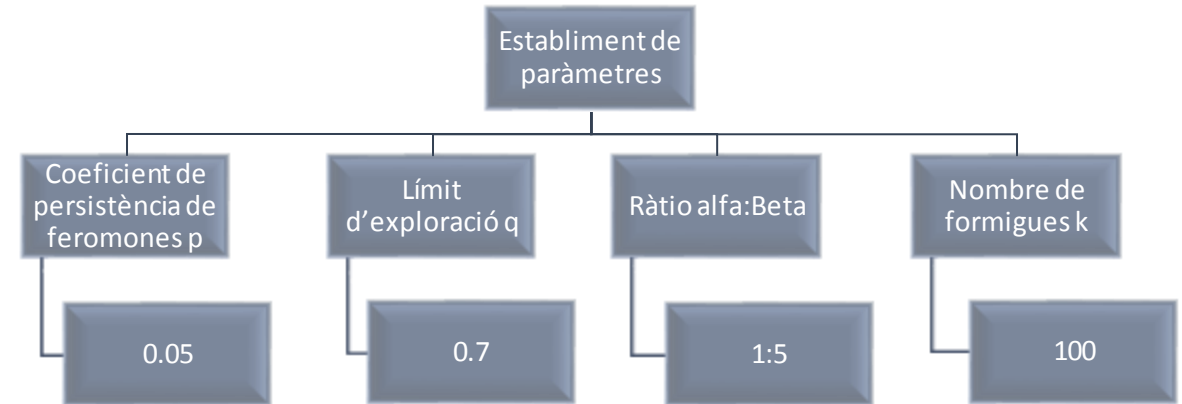 Establiment de
paràmetres
Coeficient de
persistència de
feromones p
Límit
d’exploració q
Ràtio alfa:Beta
Nombre de
formigues k
0.05
0.7
1:5
100